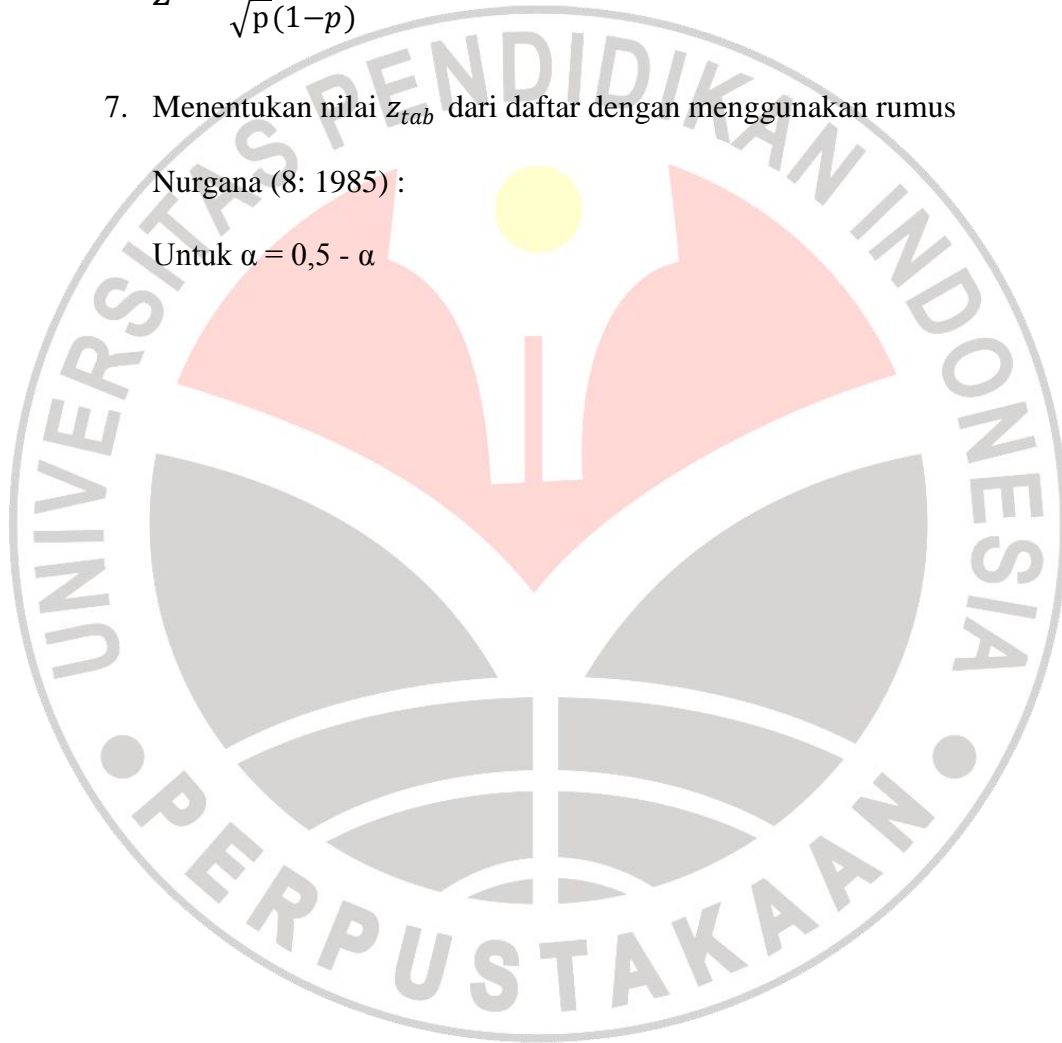 z
√p(1−p)
7. Menentukan nilai z_tab dari daftar dengan menggunakan rumus
Nurgana (8: 1985) :
Untuk α = 0,5 - α
UNIVERSITAS PENDIDIKAN INDONESIA
PERPUSTAKAAN